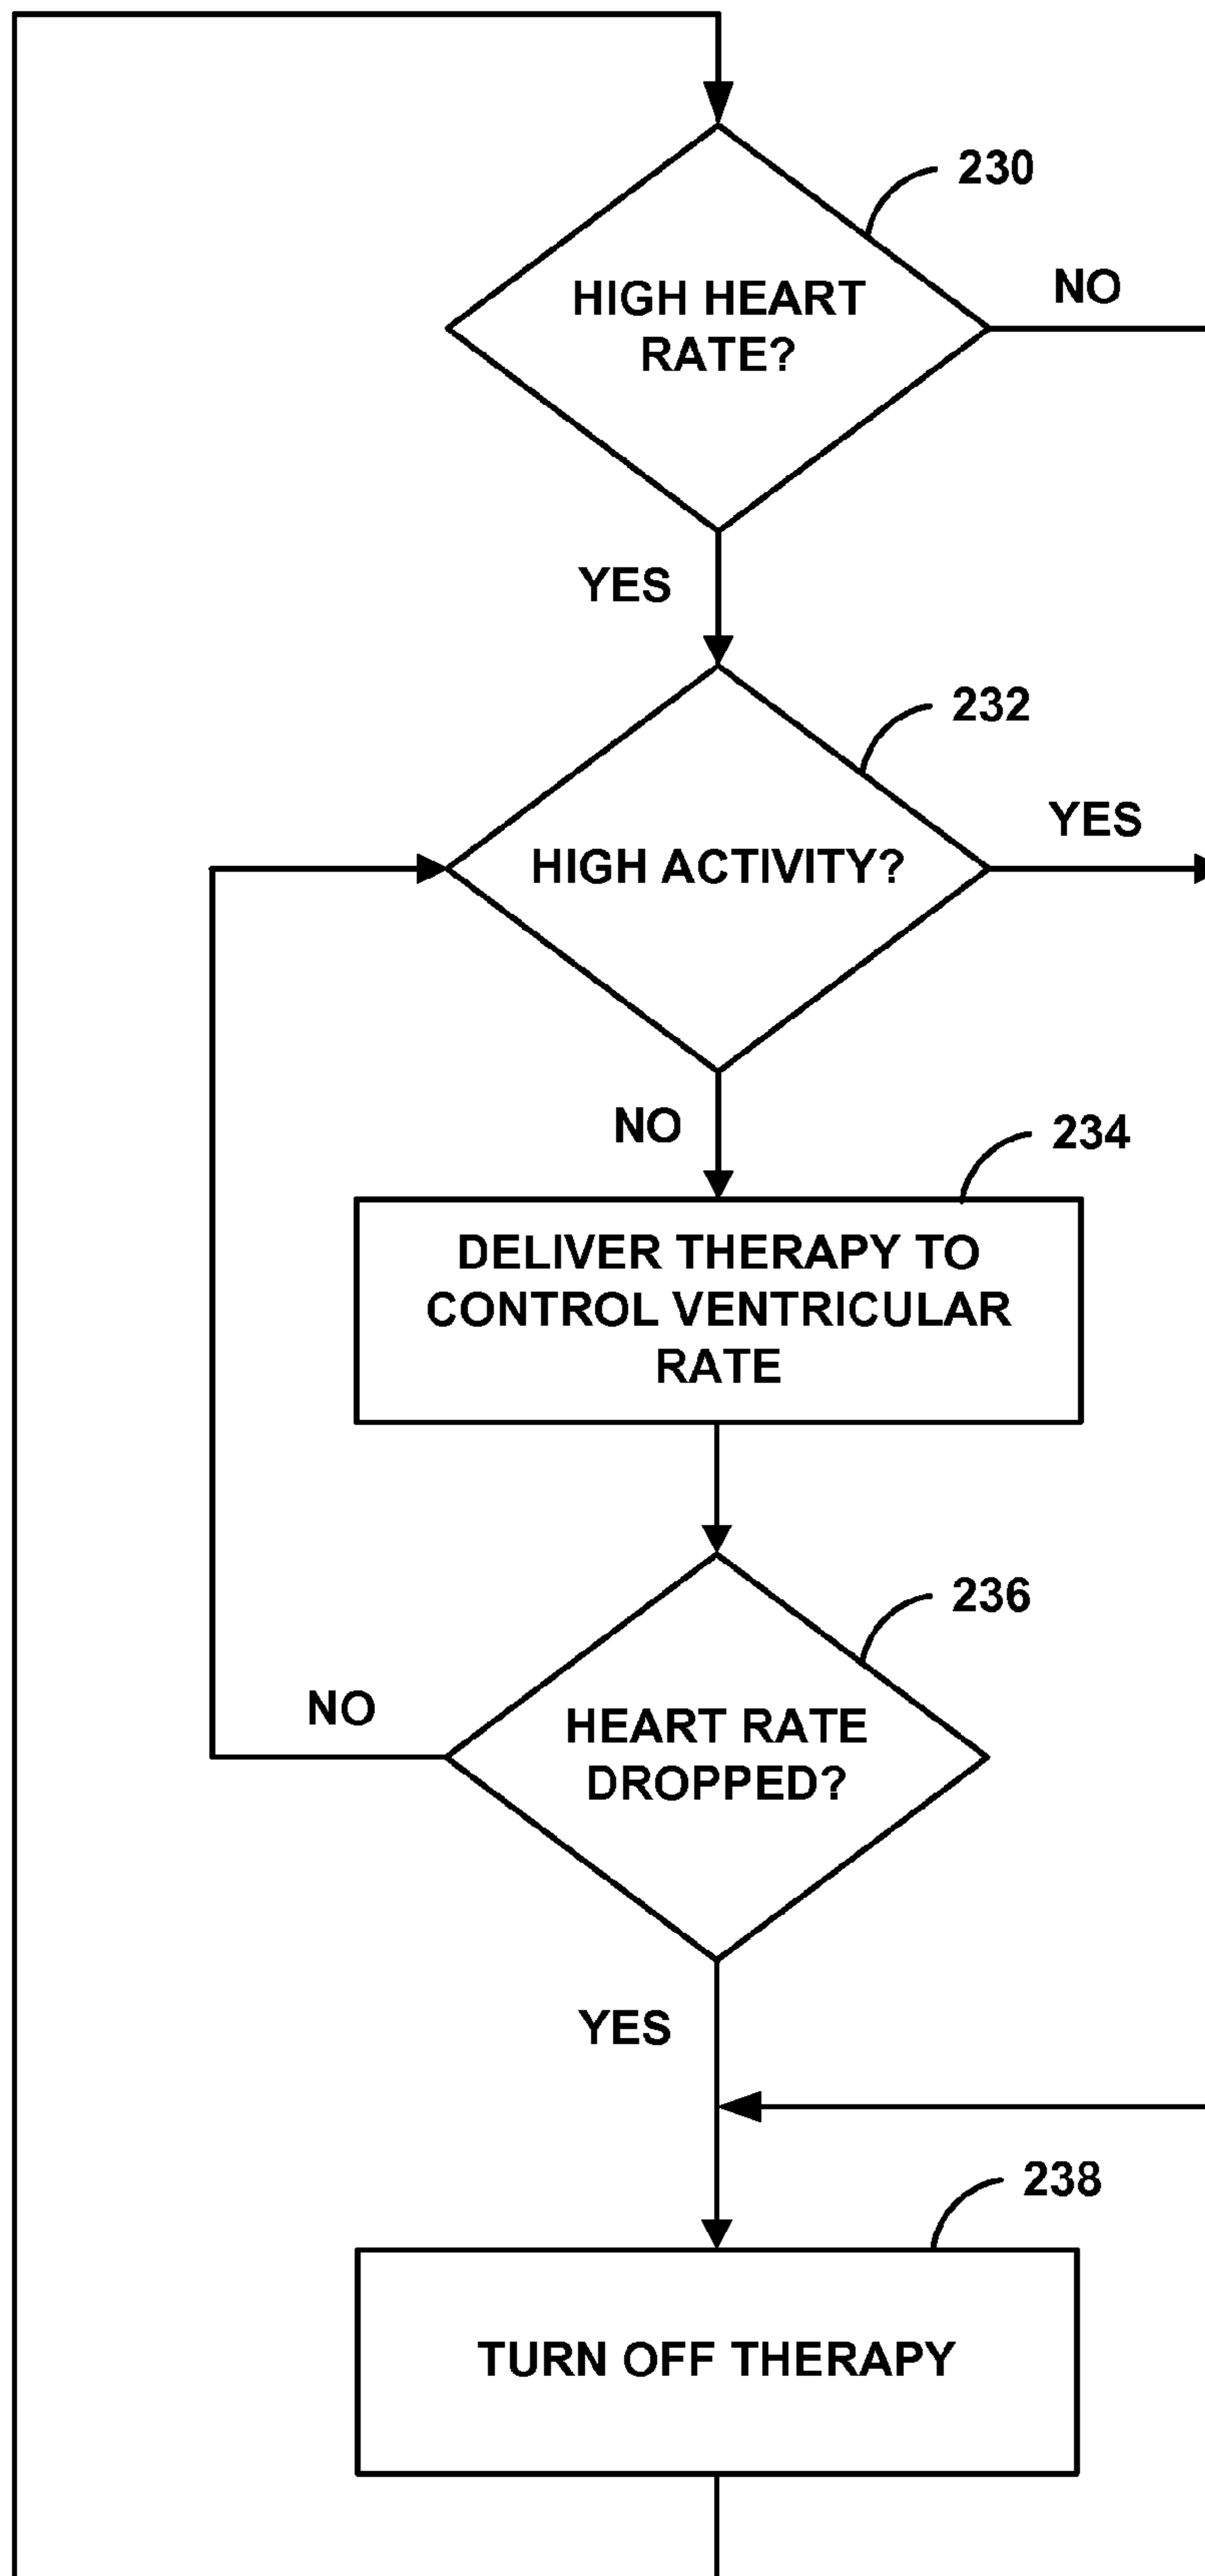 230
HIGH HEART
RATE?
NO
YES
232
HIGH ACTIVITY?
YES
NO
234
DELIVER THERAPY TO
CONTROL VENTRICULAR
RATE
236
HEART RATE
DROPPED?
NO
YES
238
TURN OFF THERAPY